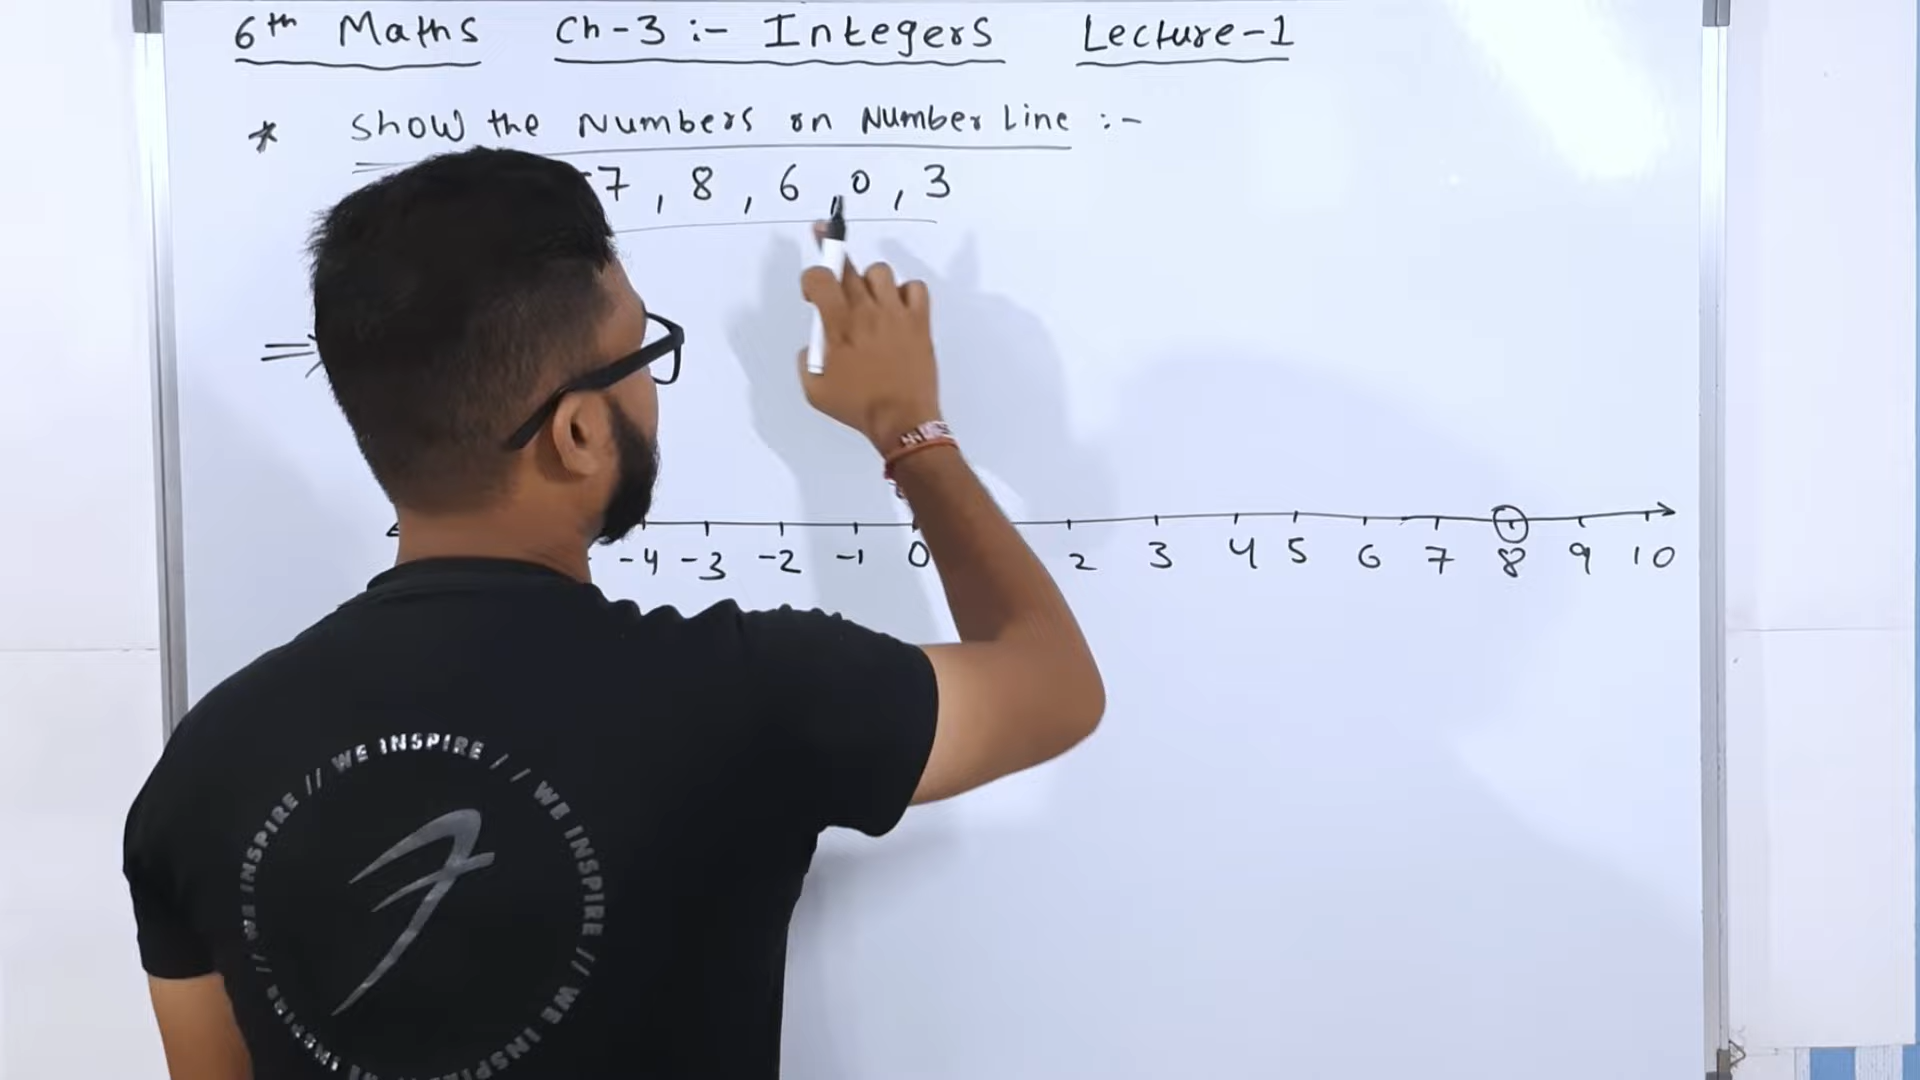 6th Maths Ch-3 :- Integers Lecture-1
* Show the Numbers on Number Line :-
-7 , 8 , 6 , 0 , 3
=>
-4 -3 -2 -1 0 2 3 4 5 6 7 8 9 10
// WE INSPIRE // WE INSPIRE // WE INSPIRE // WE INSPIRE // WE INSPIRE